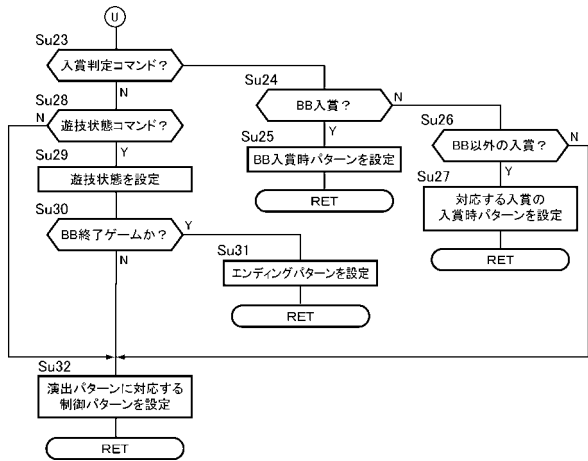 U
Su23
入賞判定コマンド？
N
Su24
BB入賞？
N
Y
Su25
BB入賞時パターンを設定
RET
Su26
BB以外の入賞？
N
Y
Su27
対応する入賞の
入賞時パターンを設定
RET
Su28
N
遊技状態コマンド？
Y
Su29
遊技状態を設定
Su30
BB終了ゲームか？
Y
N
Su31
エンディングパターンを設定
RET
Su32
演出パターンに対応する
制御パターンを設定
RET